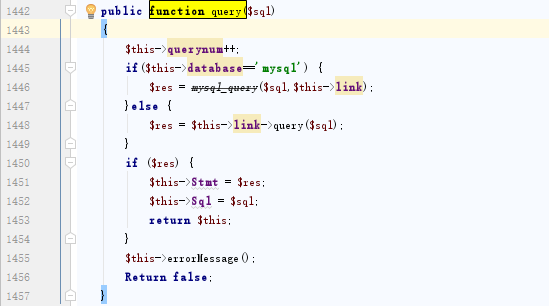 1442 public function query($sql)
1443 {
1444 $this->querynum++;
1445 if($this->database=='mysql') {
1446 $res = mysql_query($sql,$this->link);
1447 }else {
1448 $res = $this->link->query($sql);
1449 }
1450 if ($res) {
1451 $this->Stmt = $res;
1452 $this->Sql = $sql;
1453 return $this;
1454 }
1455 $this->errorMessage();
1456 Return false;
1457 }